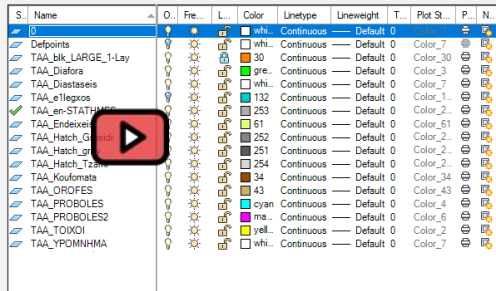 S.. Name O.. Fre... L... Color Linetype Lineweight T... Plot St... P... N..
0 whi... Continuous Default 0
Defpoints whi... Continuous Default 0 Color_7
TAA_blk_LARGE_1-Lay 30 Continuous Default 0 Color_30
TAA_Diafora gre... Continuous Default 0 Color_3
TAA_Diastaseis whi... Continuous Default 0 Color_7
TAA_e1legxos 132 Continuous Default 0 Color_1...
TAA_en-STATHMES 253 Continuous Default 0 Color_2...
TAA_Endeixeis 61 Continuous Default 0 Color_61
TAA_Hatch_G 252 Continuous Default 0 Color_2...
TAA_Hatch_ 251 Continuous Default 0 Color_2...
TAA_Hatch_Tzami 254 Continuous Default 0 Color_2...
TAA_Koufomata 34 Continuous Default 0 Color_34
TAA_OROFES 43 Continuous Default 0 Color_43
TAA_PROBOLES cyan Continuous Default 0 Color_4
TAA_PROBOLES2 ma... Continuous Default 0 Color_6
TAA_TOIXOI yell... Continuous Default 0 Color_2
TAA_YPOMNHMA whi... Continuous Default 0 Color_7